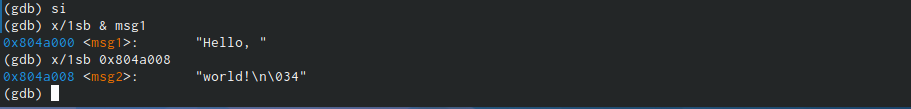 (gdb) si
(gdb) x/1sb & msg1
0x804a000 <msg1>: "Hello, "
(gdb) x/1sb 0x804a008
0x804a008 <msg2>: "world!\n\034"
(gdb)